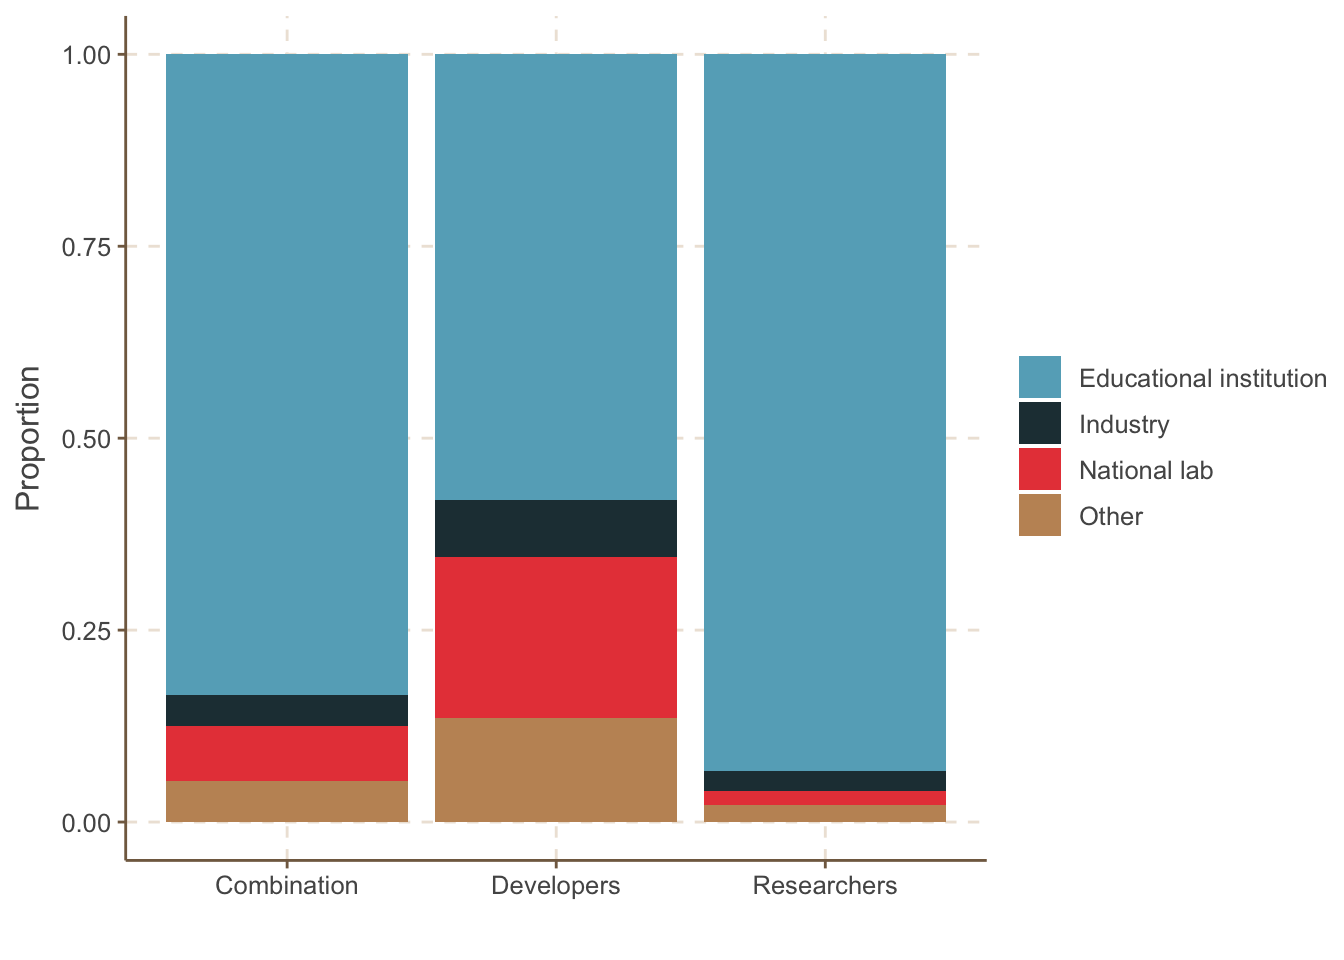 Proportion
1.00
0.75
0.50
0.25
0.00
Combination
Developers
Researchers
Educational institution
Industry
National lab
Other